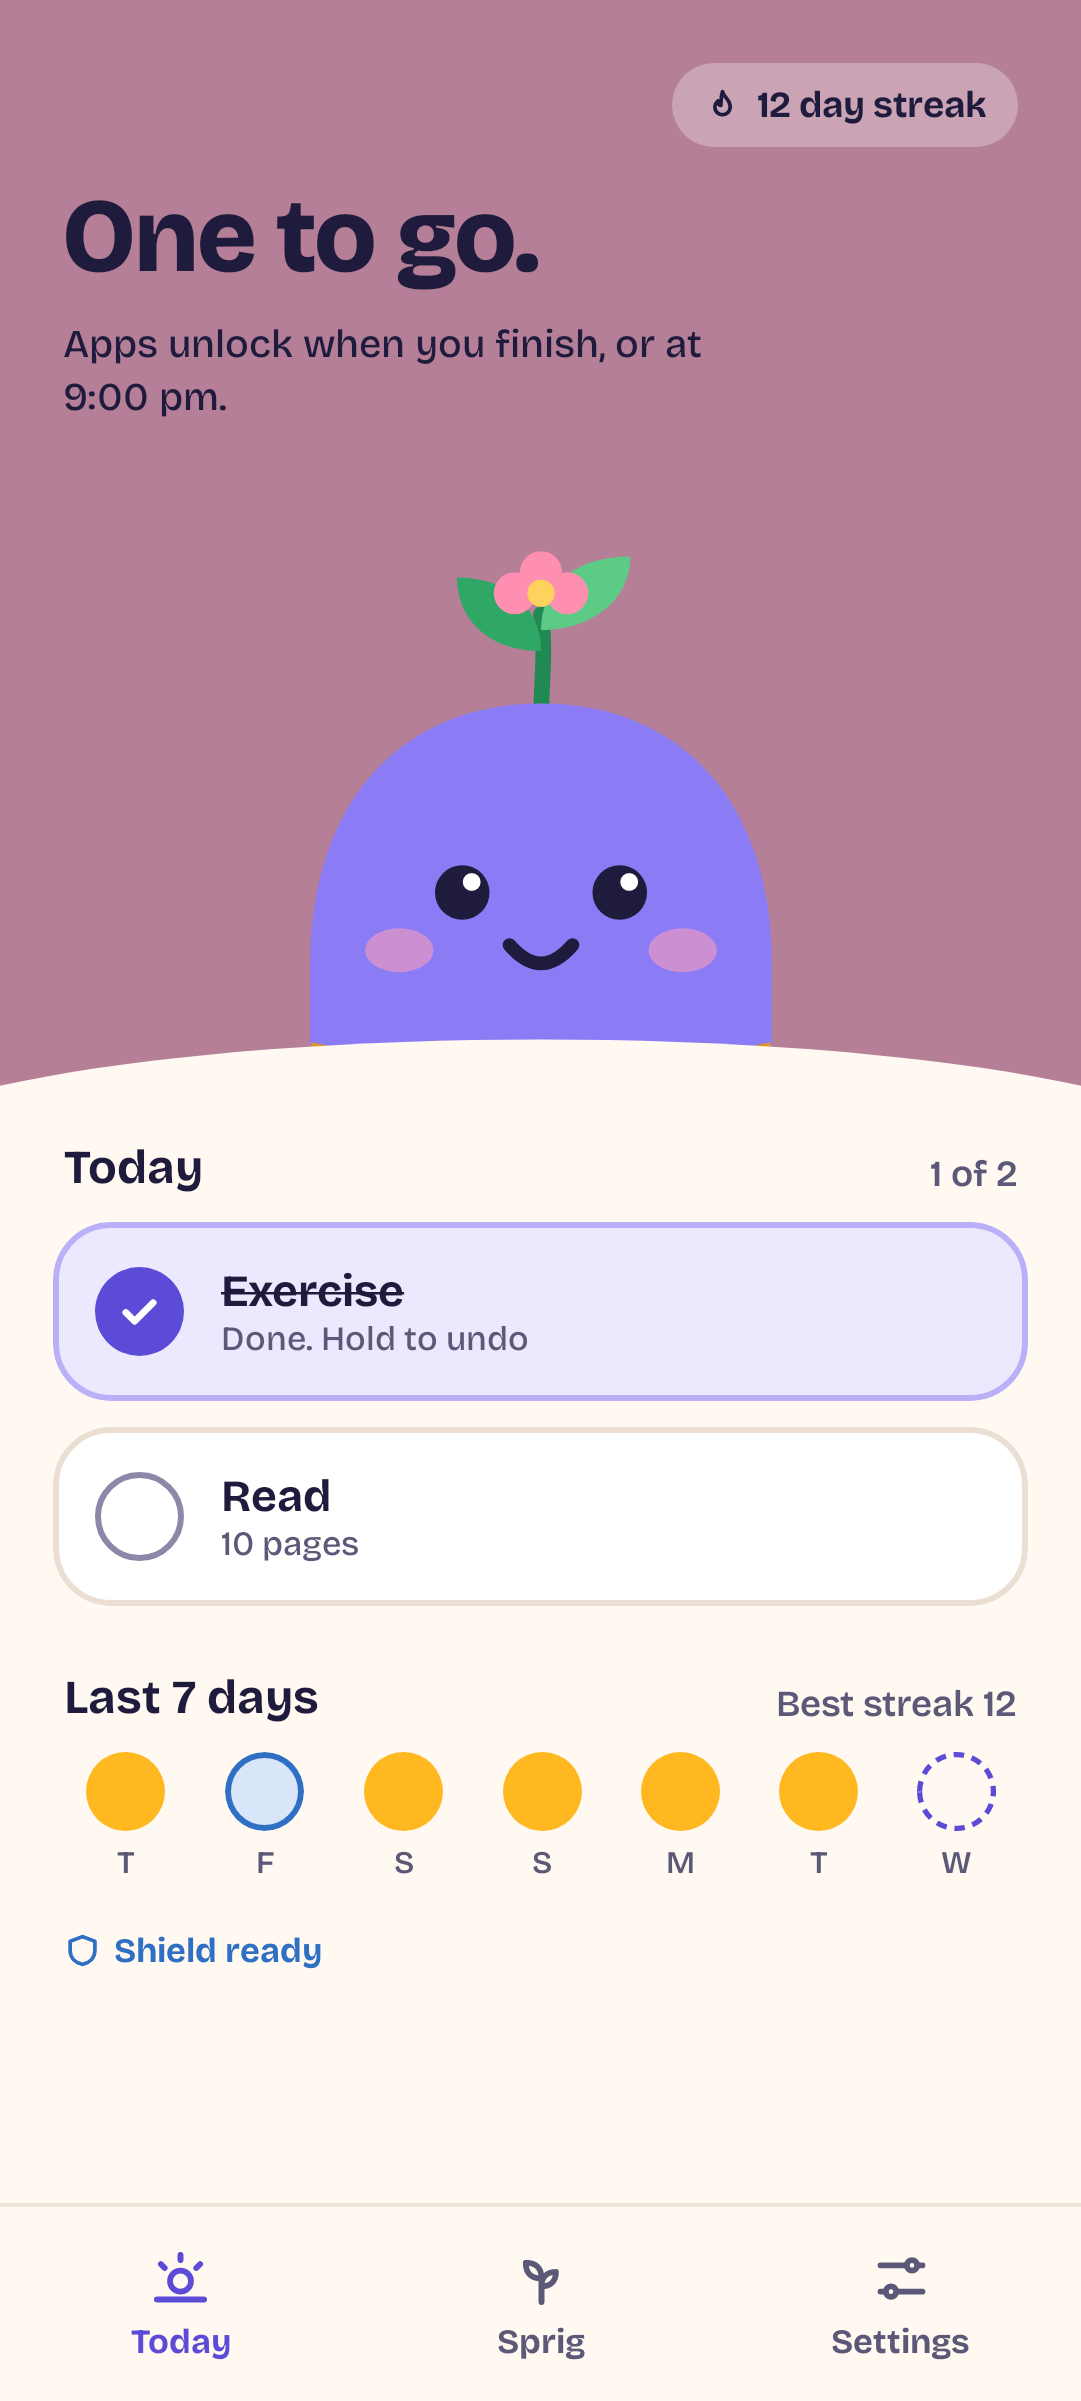 12 day streak
One to go.
Apps unlock when you finish, or at
9:00 pm.
Today
1 of 2
Exercise
Done. Hold to undo
Read
10 pages
Last 7 days
Best streak 12
T F S S M T W
Shield ready
Today Sprig Settings